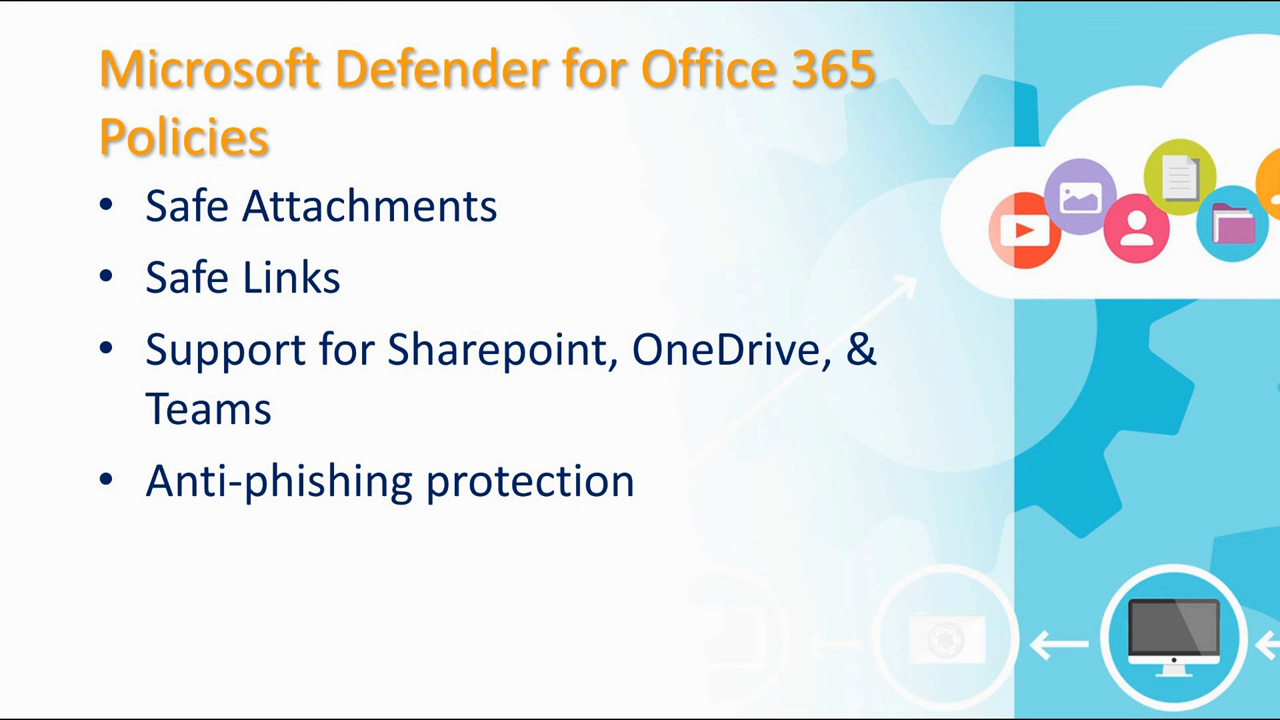 Microsoft Defender for Office 365
Policies
• Safe Attachments
• Safe Links
• Support for Sharepoint, OneDrive, &
Teams
• Anti-phishing protection